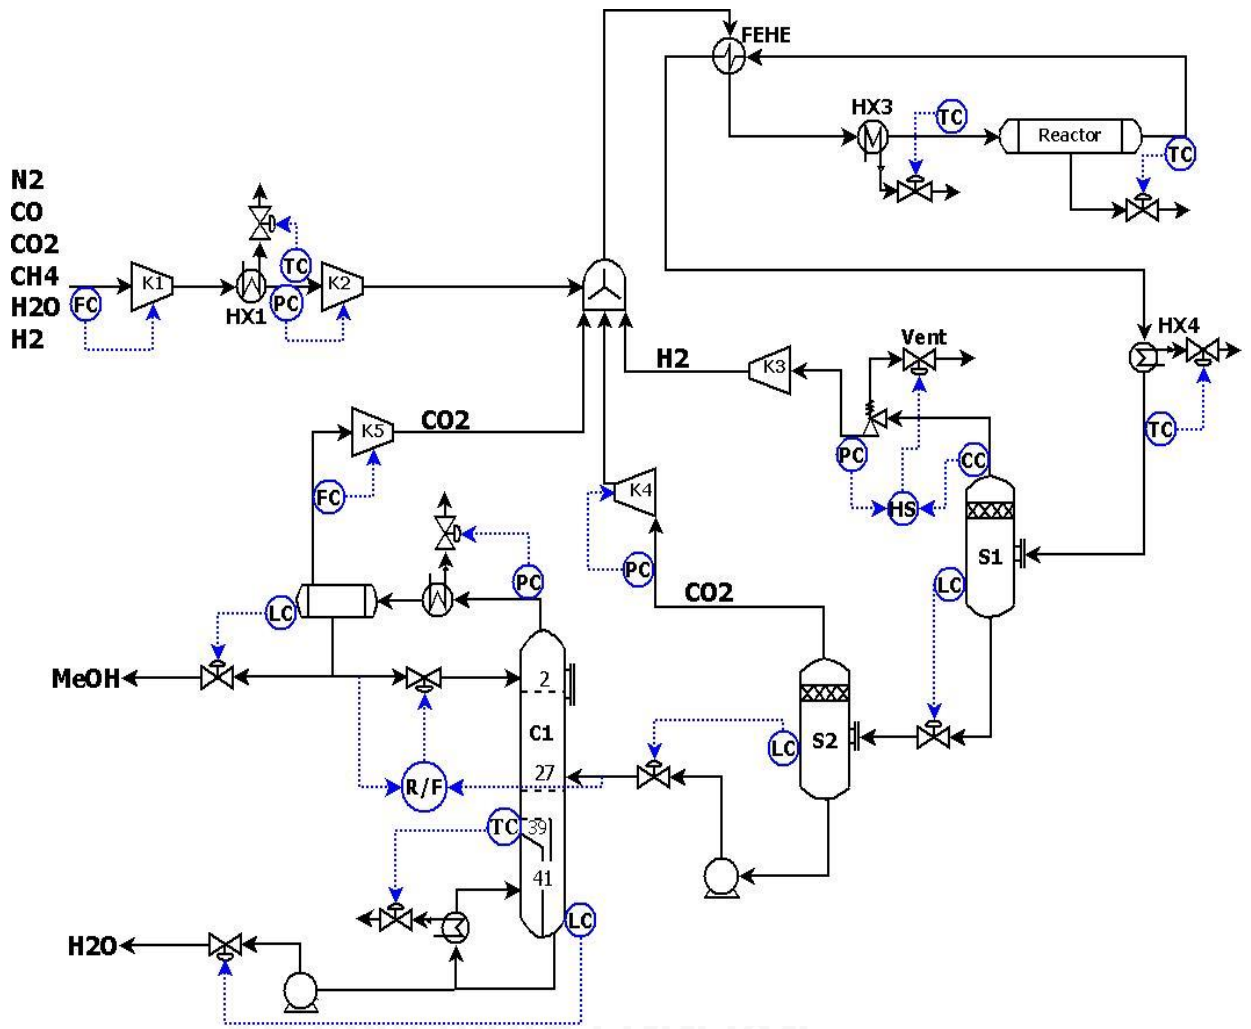 FEHE
HX3
TC
Reactor
TC
N2
CO
CO2
CH4
H2O
H2
FC
K1
HX1
TC
PC
K2
Vent
HX4
H2
K3
TC
CO2
K5
PC
CC
FC
K4
HS
S1
PC
PC
LC
CO2
LC
MeOH
2
C1
S2
LC
27
R/F
TC
39
41
LC
H2O